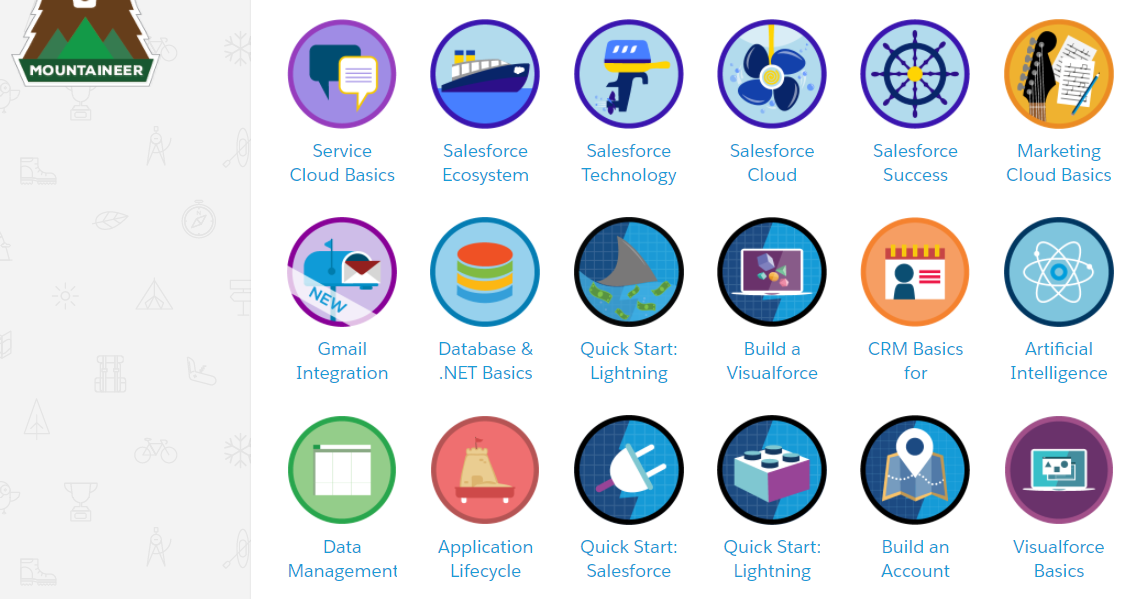 MOUNTAINEER
Service
Cloud Basics
Salesforce
Ecosystem
Salesforce
Technology
Salesforce
Cloud
Salesforce
Success
Marketing
Cloud Basics
NEW
Gmail
Integration
Database &
.NET Basics
Quick Start:
Lightning
Build a
Visualforce
CRM Basics
for
Artificial
Intelligence
Data
Management
Application
Lifecycle
Quick Start:
Salesforce
Quick Start:
Lightning
Build an
Account
Visualforce
Basics